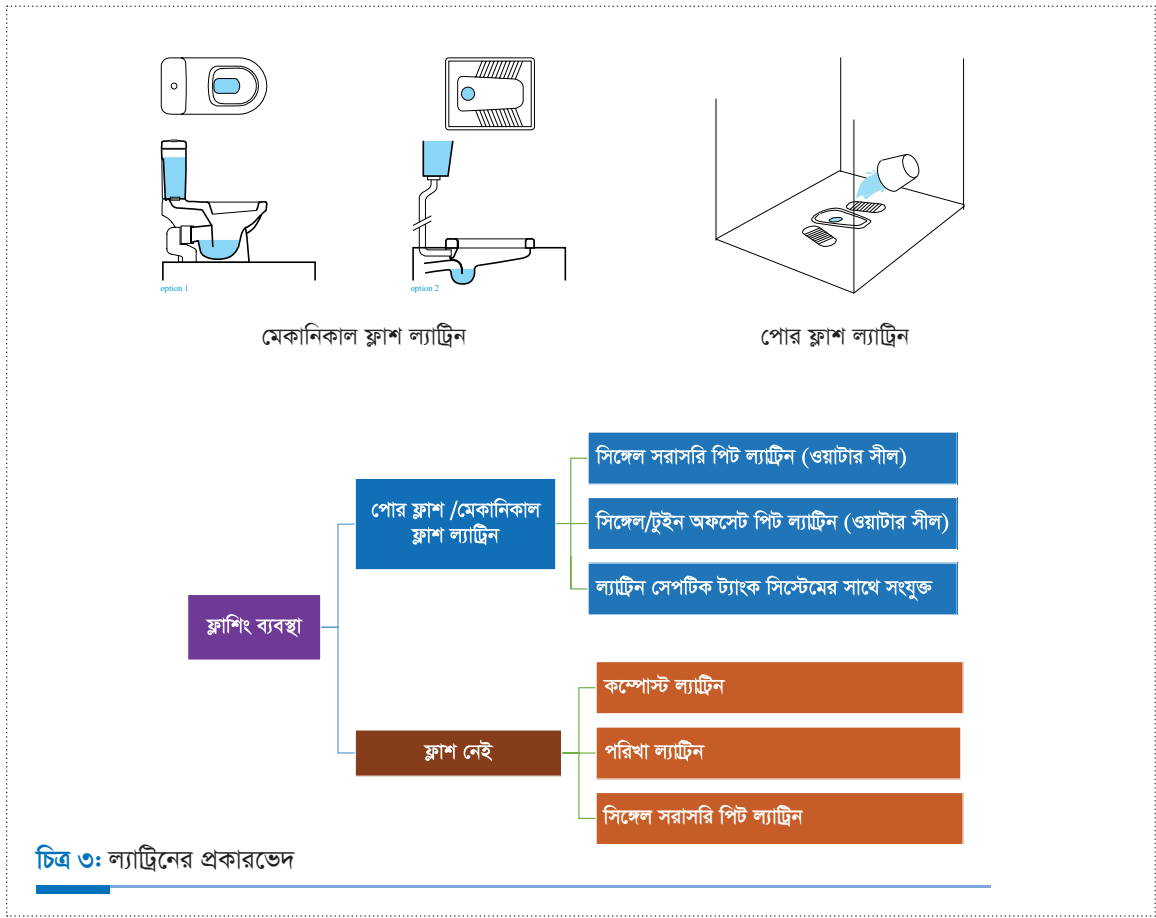 option 1
option 2
মেকানিকাল ফ্লাশ ল্যাট্রিন
পোর ফ্লাশ ল্যাট্রিন
সিঙ্গেল সরাসরি পিট ল্যাট্রিন (ওয়াটার সীল)
পোর ফ্লাশ /মেকানিকাল
ফ্লাশ ল্যাট্রিন
সিঙ্গেল/টুইন অফসেট পিট ল্যাট্রিন (ওয়াটার সীল)
ল্যাট্রিন সেপটিক ট্যাংক সিস্টেমের সাথে সংযুক্ত
ফ্লাশিং ব্যবস্থা
কম্পোস্ট ল্যাট্রিন
ফ্লাশ নেই
পরিখা ল্যাট্রিন
সিঙ্গেল সরাসরি পিট ল্যাট্রিন
চিত্র ৩: ল্যাট্রিনের প্রকারভেদ